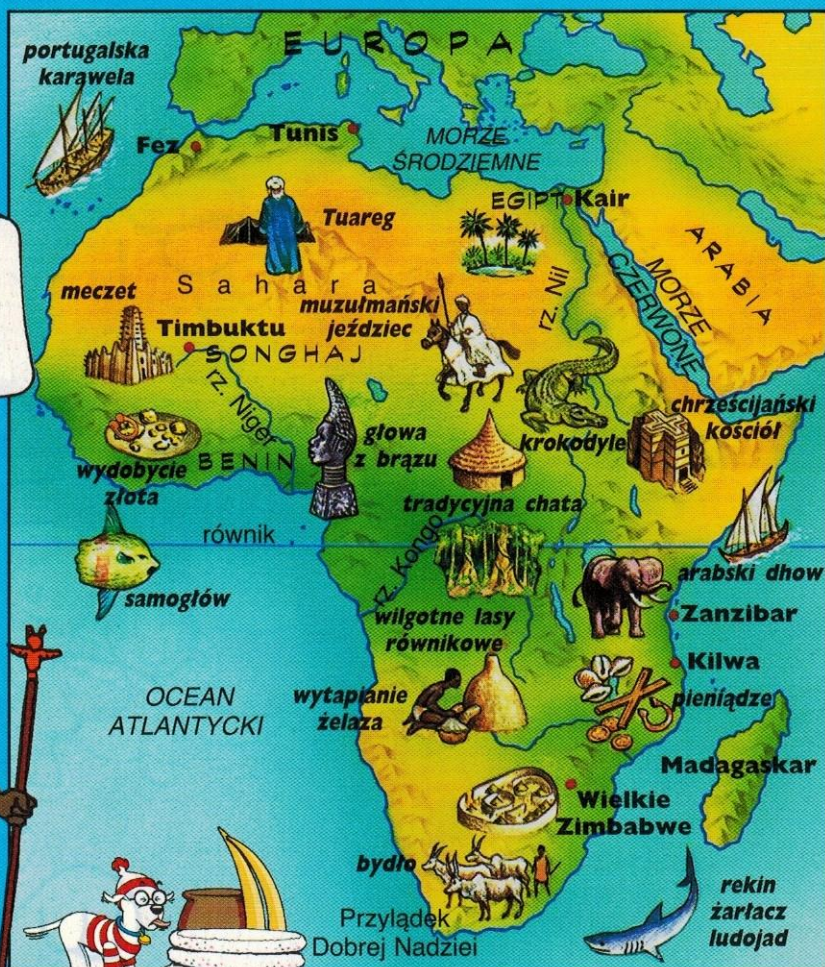 EUROPA
portugalska
karawela
Fez
Tunis
MORZE
ŚRODZIEMNE
EGIPT
Kair
Tuareg
ARABIA
MORZE
CZERWONE
rz. Nil
Sahara
meczet
muzułmański
jeździec
Timbuktu
SONGHAJ
rz. Niger
chrześcijański
kościół
głowa
z brązu
krokodyle
wydobycie
złota
BENIN
tradycyjna chata
równik
rz. Kongo
arabski dhow
samogłów
wilgotne lasy
równikowe
Zanzibar
Kilwa
OCEAN
ATLANTYCKI
wytapianie
żelaza
pieniądze
Madagaskar
Wielkie
Zimbabwe
bydło
rekin
żarłacz
ludojad
Przylądek
Dobrej Nadziei